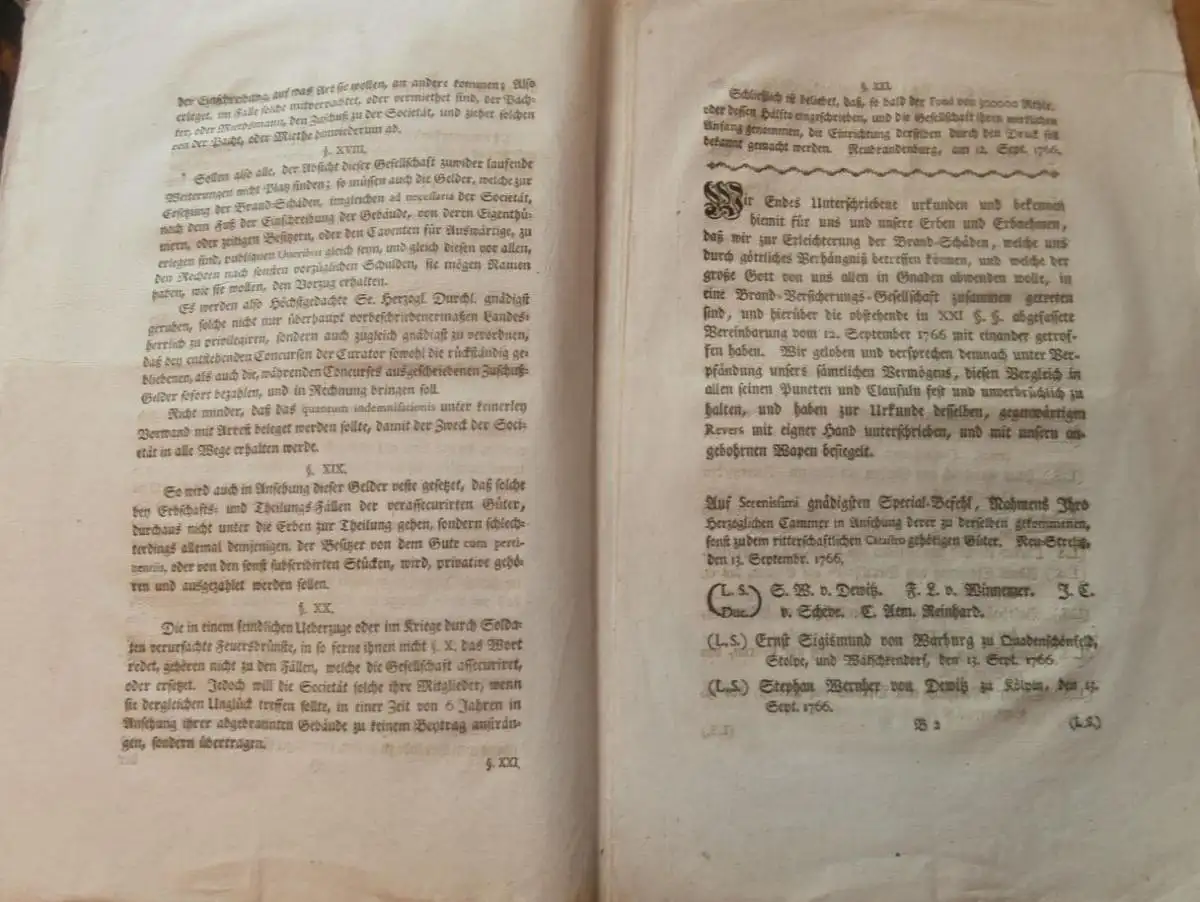 der Einschreibung, auf was Art sie wollen, an andere kommen; Also
erleget, im Falle solche mitverpachtet, oder vermiethet sind, der Päch-
ter, oder Miethsmann, den Zuschuß zu der Societät, und ziehet solchen
von der Pacht, oder Miethe hinwiederum ab.
§. XVIII.
Sollen also alle, der Absicht dieser Gesellschaft zuwider laufende
Weiterungen nicht Platz finden; so müssen auch die Gelder, welche zur
Ersetzung der Brand-Schäden, imgleichen ad necessaria der Societät,
nach dem Fuß der Einschreibung der Gebäude, von deren Eigenthü-
mern, oder zeitigen Besitzern, oder den Caventen für Auswärtige, zu
erlegen sind, publiquen Oneribus gleich seyn, und gleich diesen vor allen,
den Rechten nach sonsten vorzüglichen Schulden, sie mögen Namen
haben, wie sie wollen, den Vorzug erhalten.
Es werden also Höchstgedachte Se. Herzogl. Durchl. gnädigst
geruhen, solche nicht nur überhaupt vorbeschriebenermaßen Landes-
herrlich zu privilegiren, sondern auch zugleich gnädigst zu verordnen,
daß bey entstehenden Concursen der Curator sowohl die rückständig ge-
bliebenen, als auch die, währenden Concurses ausgeschriebenen Zuschuß-
Gelder sofort bezahlen, und in Rechnung bringen soll.
Nicht minder, daß das quantum indemnisationis unter keinerley
Vorwand mit Arrest beleget werden sollte, damit der Zweck der Soci-
etät in alle Wege erhalten werde.
§. XIX.
So wird auch in Ansehung dieser Gelder veste gesetzet, daß solche
bey Erbschafts- und Theilungs-Fällen der verassecurirten Güter,
durchaus nicht unter die Erben zur Theilung gehen, sondern schlech-
terdings allemal demjenigen, der Besitzer von dem Gute cum perti-
nentiis, oder von den sonst subscribirten Stücken, wird, privative gehö-
ren und ausgezahlet werden sollen.
§. XX.
Die in einem feindlichen Ueberzuge oder im Kriege durch Solda-
ten verursachte Feuersbrünste, in so ferne ihnen nicht §. X. das Wort
redet, gehören nicht zu den Fällen, welche die Gesellschaft assecuriret,
oder ersetzet. Jedoch will die Societät solche ihre Mitglieder, wenn
sie dergleichen Unglück treffen sollte, in einer Zeit von 6 Jahren in
Ansehung ihrer abgebrannten Gebäude zu keinem Beytrag anstren-
gen, sondern übertragen.
§. XXI.
§. XXI.
Schließlich ist beliebet, daß, so bald der Fond von 300000 Rthlr.
oder dessen Hälfte eingeschrieben, und die Gesellschaft ihren würklichen
Anfang genommen, die Einrichtung derselben durch den Druck soll
bekannt gemacht werden. Neubrandenburg, am 12. Sept. 1766.
Wir Endes Unterschriebene urkunden und bekennen
hiemit für uns und unsere Erben und Erbnehmen,
daß wir zur Erleichterung der Brand-Schäden, welche uns
durch göttliches Verhängniß betreffen können, und welche der
große Gott von uns allen in Gnaden abwenden wolle, in
eine Brand-Versicherungs-Gesellschaft zusammen getreten
sind, und hierüber die obstehende in XXI §. §. abgefassete
Vereinbarung vom 12. September 1766 mit einander getrof-
fen haben. Wir geloben und versprechen demnach unter Ver-
pfändung unsers sämtlichen Vermögens, diesen Vergleich in
allen seinen Puncten und Clausuln fest und unverbrüchlich zu
halten, und haben zur Urkunde desselben, gegenwärtigen
Revers mit eigner Hand unterschrieben, und mit unsern an-
gebohrnen Wapen besiegelt.
Auf Serenissimi gnädigsten Special-Befehl, Nahmens Ihro
Herzoglichen Cammer in Ansehung derer zu derselben gekommenen,
sonst zu dem ritterschaftlichen Catastro gehötigen Güter. Neu-Strelitz,
den 13. Septembr. 1766,
(L. S. Duc.) S. W. v. Dewitz. F. L. v. Winnemer. J. C.
v. Scheve. C. Aem. Reinhard.
(L. S.) Ernst Sigismund von Warburg zu Quadenschönfeld,
Stolpe, und Watschtendorf, den 13. Sept. 1766.
(L. S.) Stephan Wernher von Dewitz zu Kölpin, den 13.
Sept. 1766.
B 2
(L. S.)